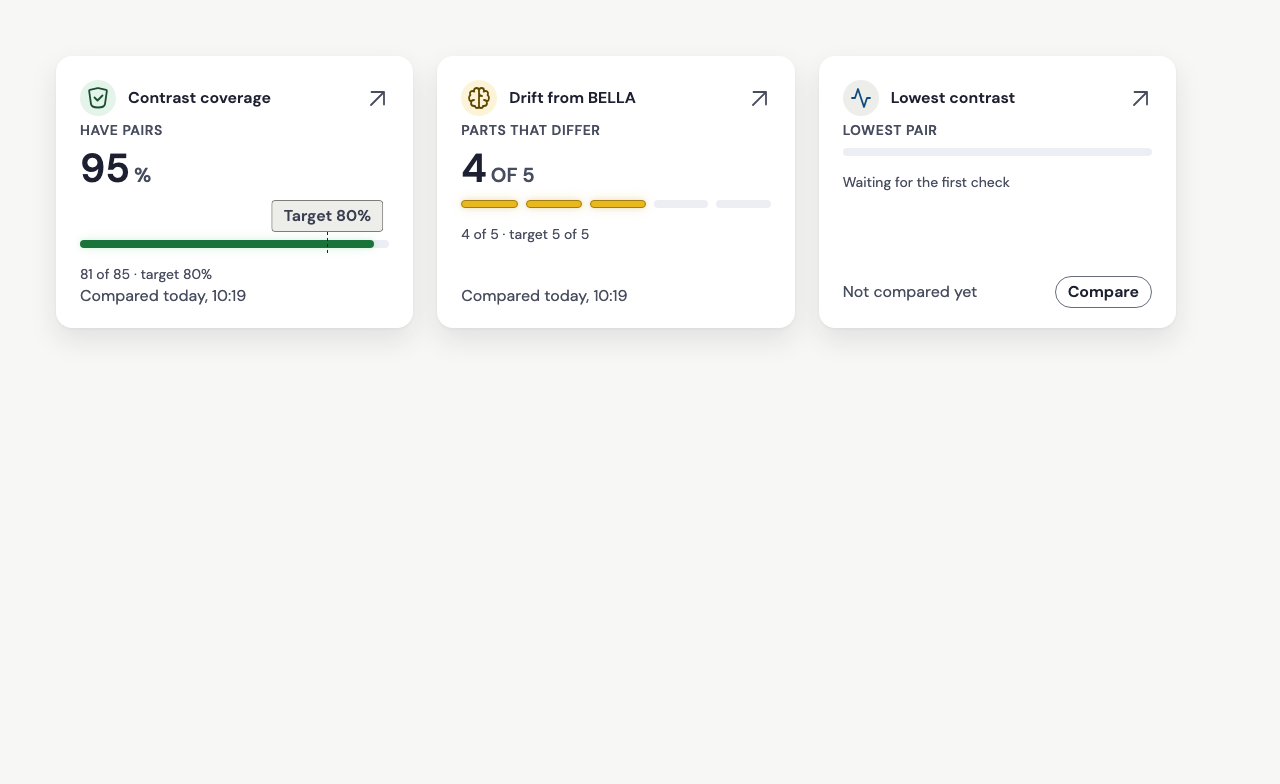 Contrast coverage
HAVE PAIRS
95 %
Target 80%
81 of 85 · target 80%
Compared today, 10:19
Drift from BELLA
PARTS THAT DIFFER
4 OF 5
4 of 5 · target 5 of 5
Compared today, 10:19
Lowest contrast
LOWEST PAIR
Waiting for the first check
Not compared yet
Compare